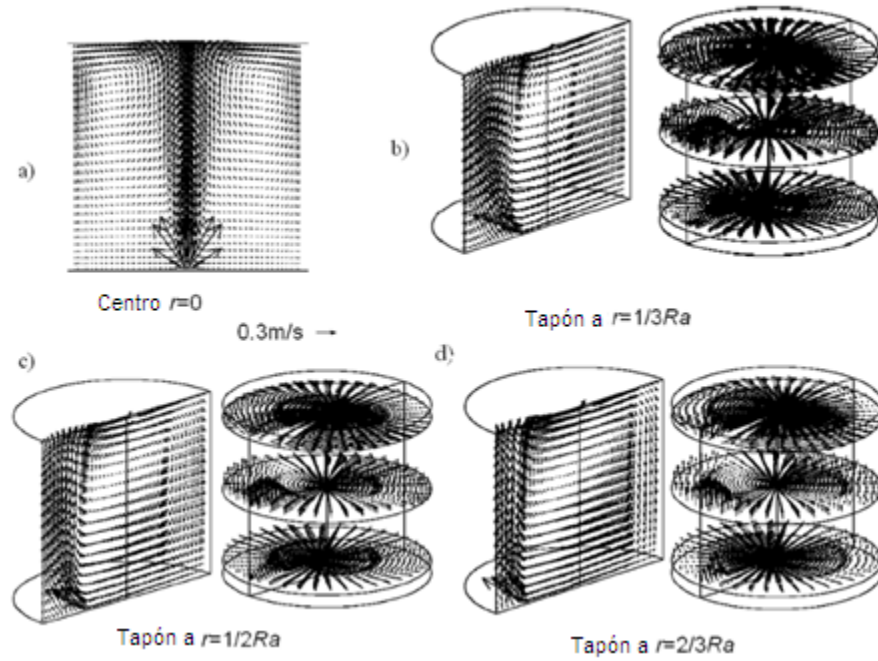 a)
b)
Centro r=0
Tapón a r=1/3Ra
0.3m/s →
c)
d)
Tapón a r=1/2Ra
Tapón a r=2/3Ra